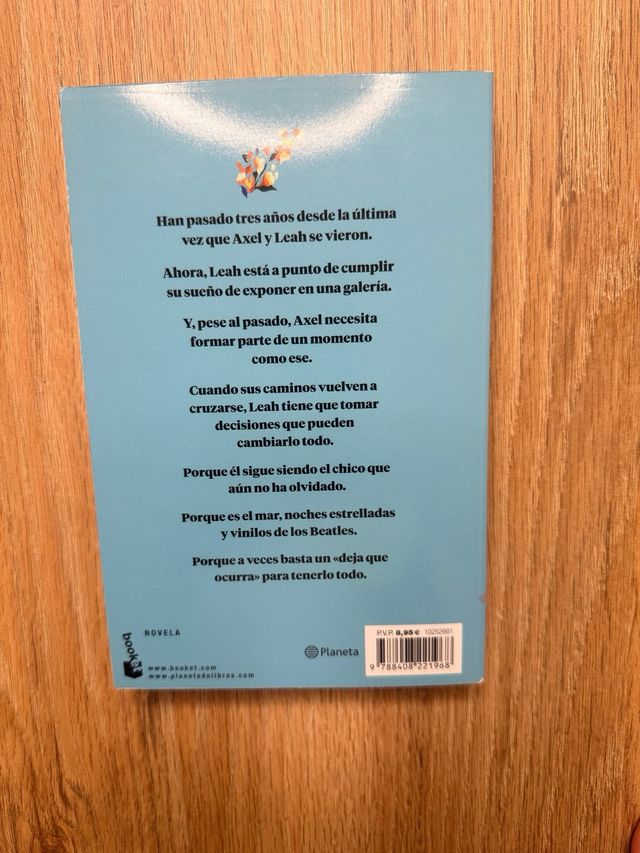 Han pasado tres años desde la última
vez que Axel y Leah se vieron.
Ahora, Leah está a punto de cumplir
su sueño de exponer en una galería.
Y, pese al pasado, Axel necesita
formar parte de un momento
como ese.
Cuando sus caminos vuelven a
cruzarse, Leah tiene que tomar
decisiones que pueden
cambiarlo todo.
Porque él sigue siendo el chico que
aún no ha olvidado.
Porque es el mar, noches estrelladas
y vinilos de los Beatles.
Porque a veces basta un «deja que
ocurra» para tenerlo todo.
NOVELA
booket
www.booket.com
www.planetadelibros.com
Planeta
P.V.P. 8,95 € 10252661
9 788408 221968